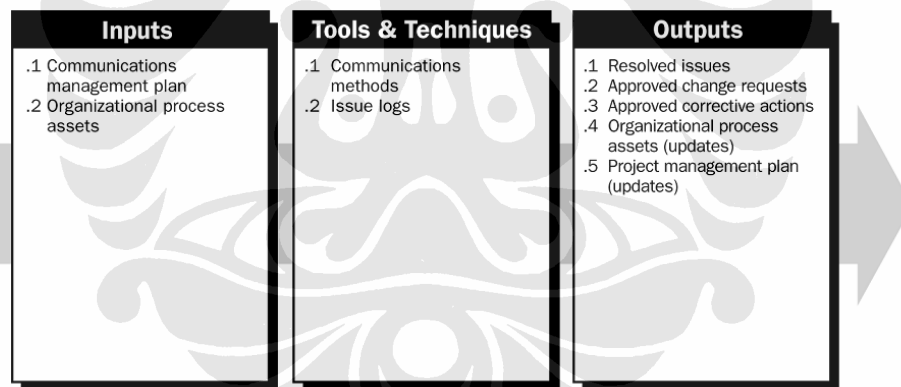 Inputs
.1 Communications
management plan
.2 Organizational process
assets
Tools & Techniques
.1 Communications
methods
.2 Issue logs
Outputs
.1 Resolved issues
.2 Approved change requests
.3 Approved corrective actions
.4 Organizational process
assets (updates)
.5 Project management plan
(updates)